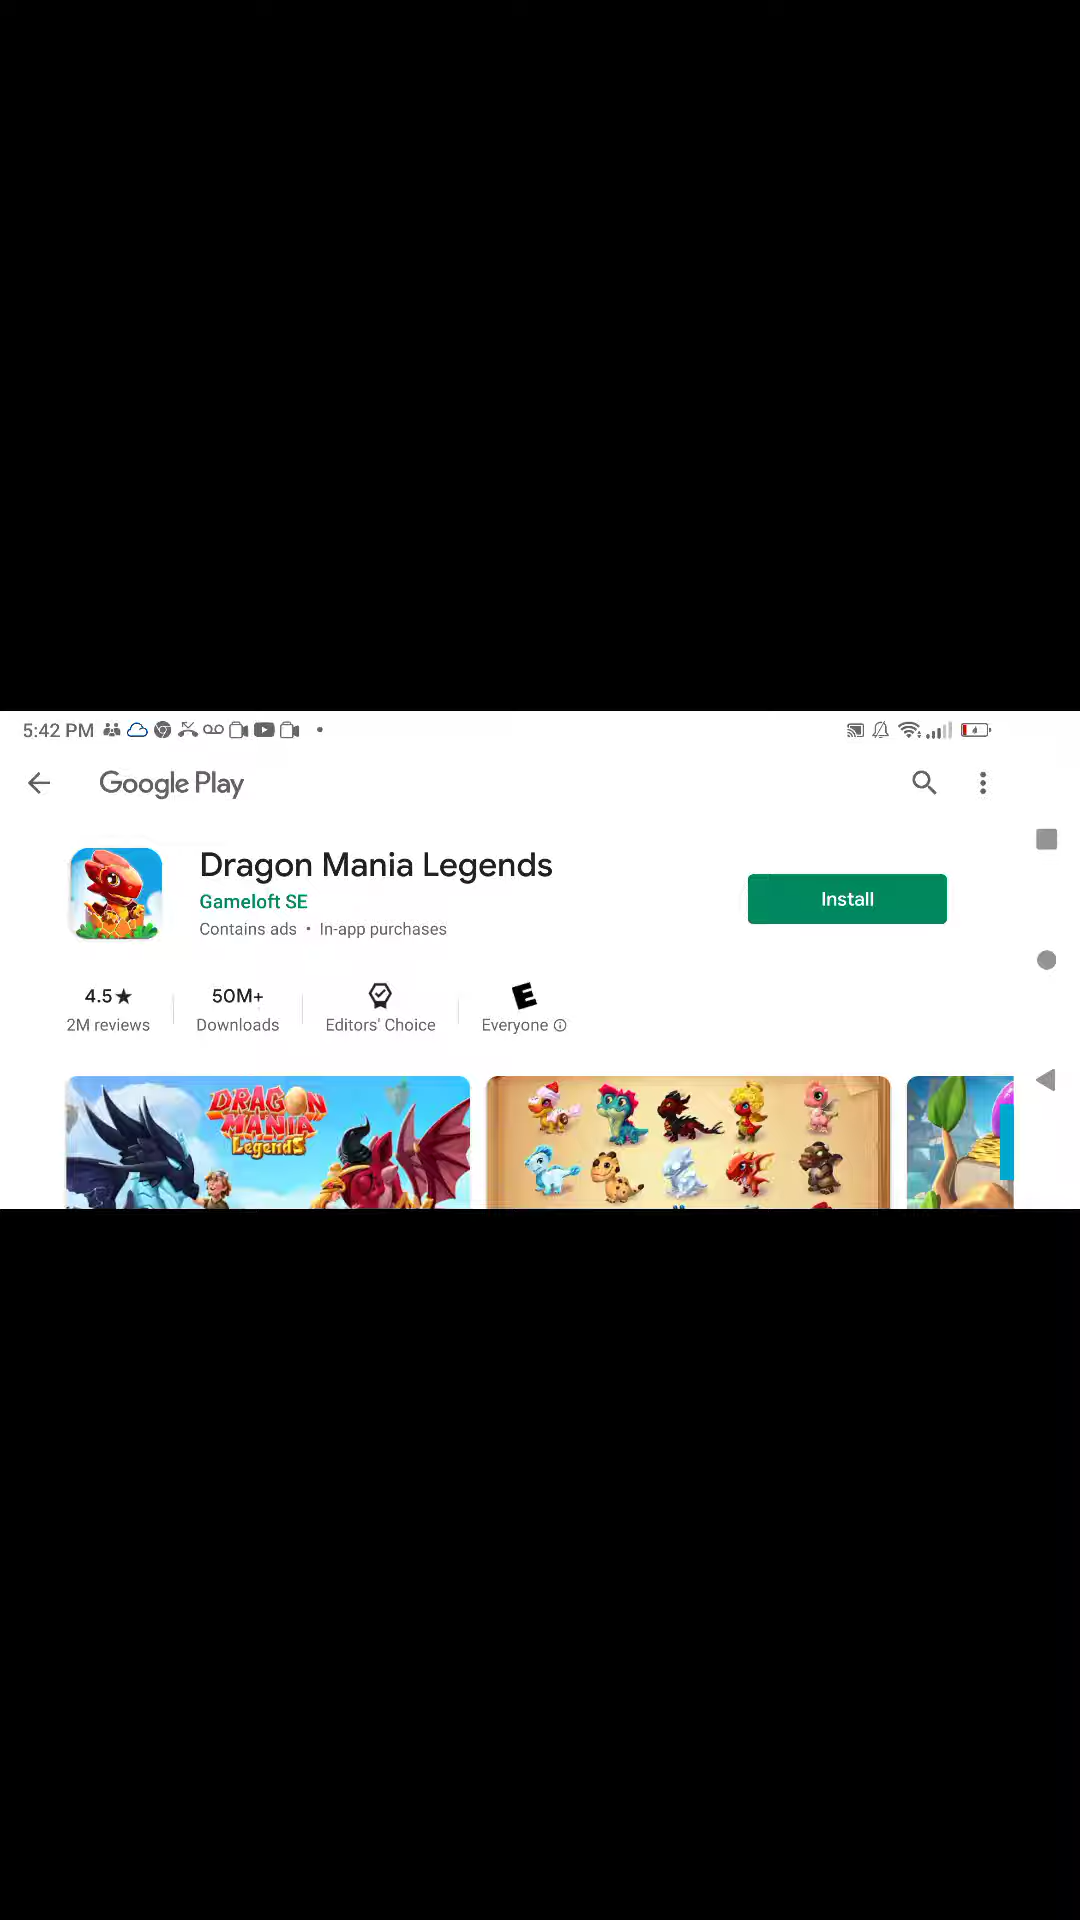 5:42 PM
Google Play
Dragon Mania Legends
Gameloft SE
Contains ads • In-app purchases
Install
4.5★
2M reviews
50M+
Downloads
Editors' Choice
E
Everyone
DRAGON
MANIA
Legends